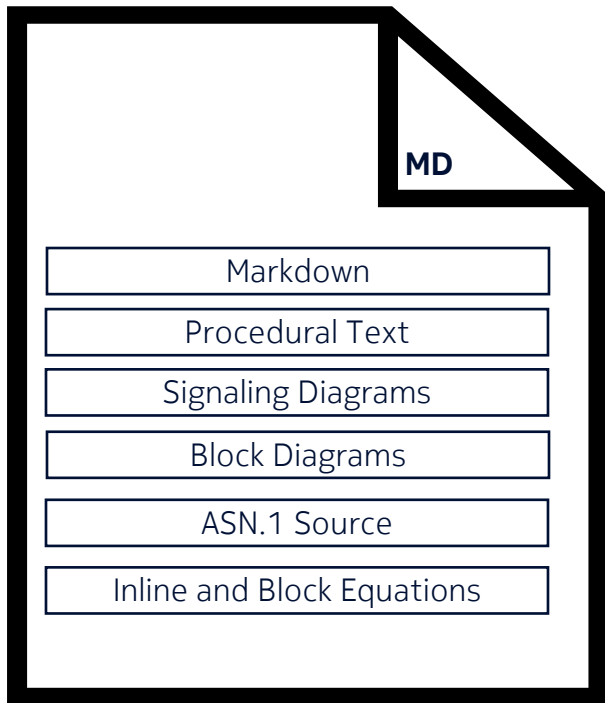 MD
Markdown
Procedural Text
Signaling Diagrams
Block Diagrams
ASN.1 Source
Inline and Block Equations